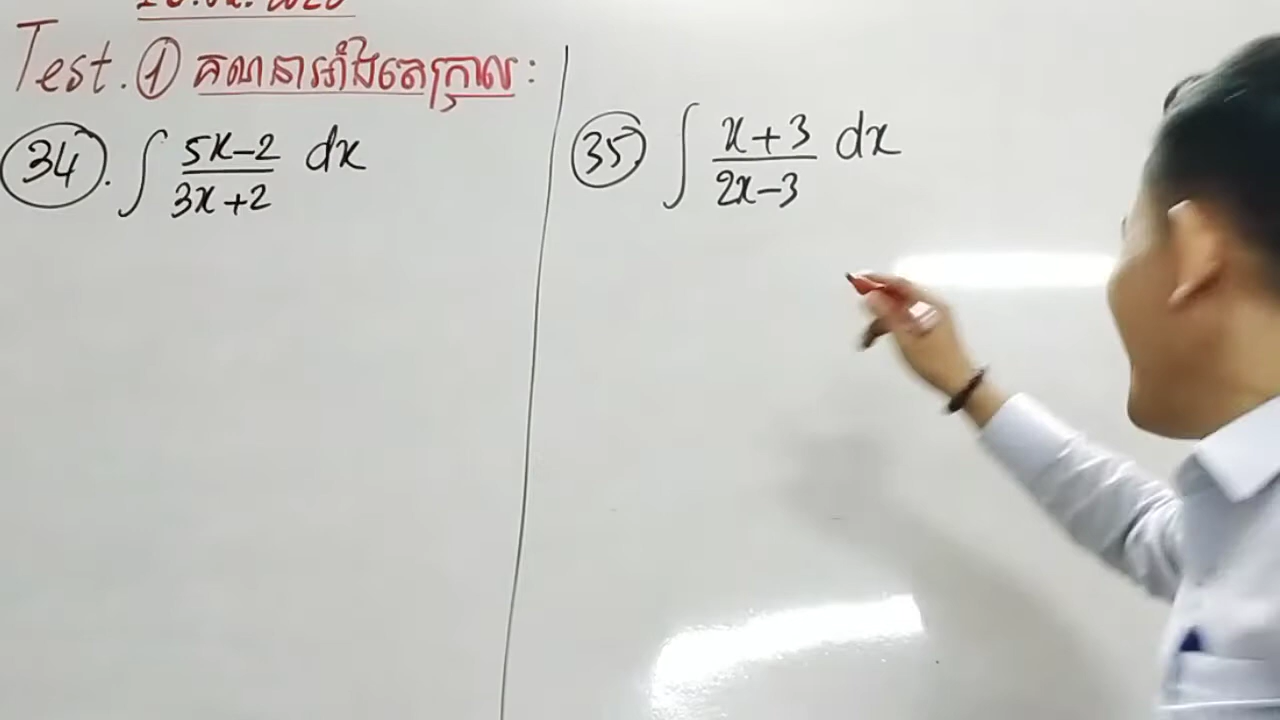 Test. ① គណនាអាំងតេក្រាល :
34. ∫ 5x-2 / 3x+2 dx
35) ∫ x+3 / 2x-3 dx